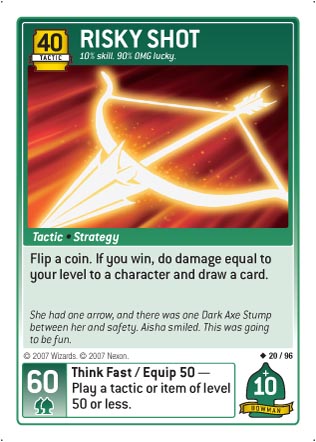 40
TACTIC
RISKY SHOT
10% skill. 90% OMG lucky.
Tactic • Strategy
Flip a coin. If you win, do damage equal to
your level to a character and draw a card.
She had one arrow, and there was one Dark Axe Stump
between her and safety. Aisha smiled. This was going
to be fun.
© 2007 Wizards. © 2007 Nexon.
◆ 20 / 96
60
Think Fast / Equip 50 —
Play a tactic or item of level
50 or less.
+
10
BOWMAN